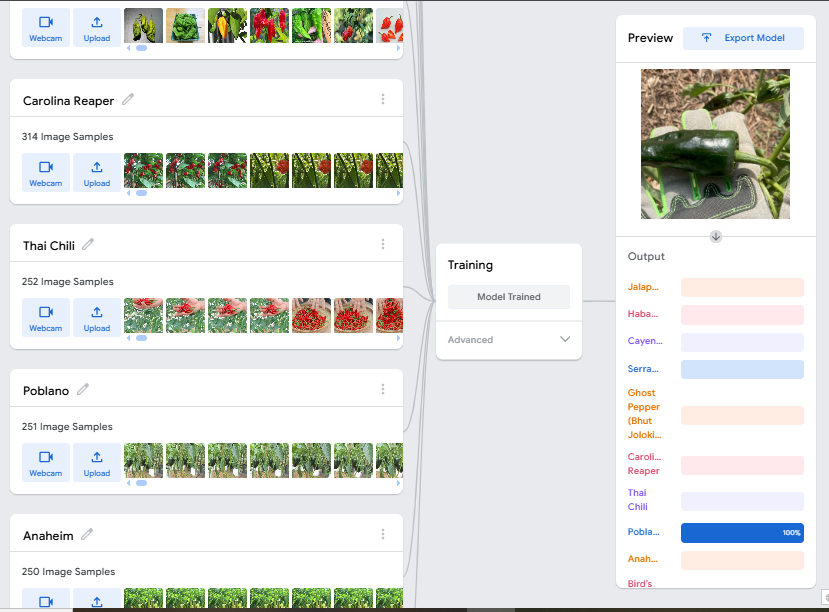 Webcam
Upload
Carolina Reaper
314 Image Samples
Webcam
Upload
Thai Chili
252 Image Samples
Webcam
Upload
Poblano
251 Image Samples
Webcam
Upload
Anaheim
250 Image Samples
Training
Model Trained
Advanced
Preview
Export Model
Output
Jalap...
Haba...
Cayen...
Serra...
Ghost
Pepper
(Bhut
Joloki...
Caroli...
Reaper
Thai
Chili
Pobla...
100%
Anah...
Bird's